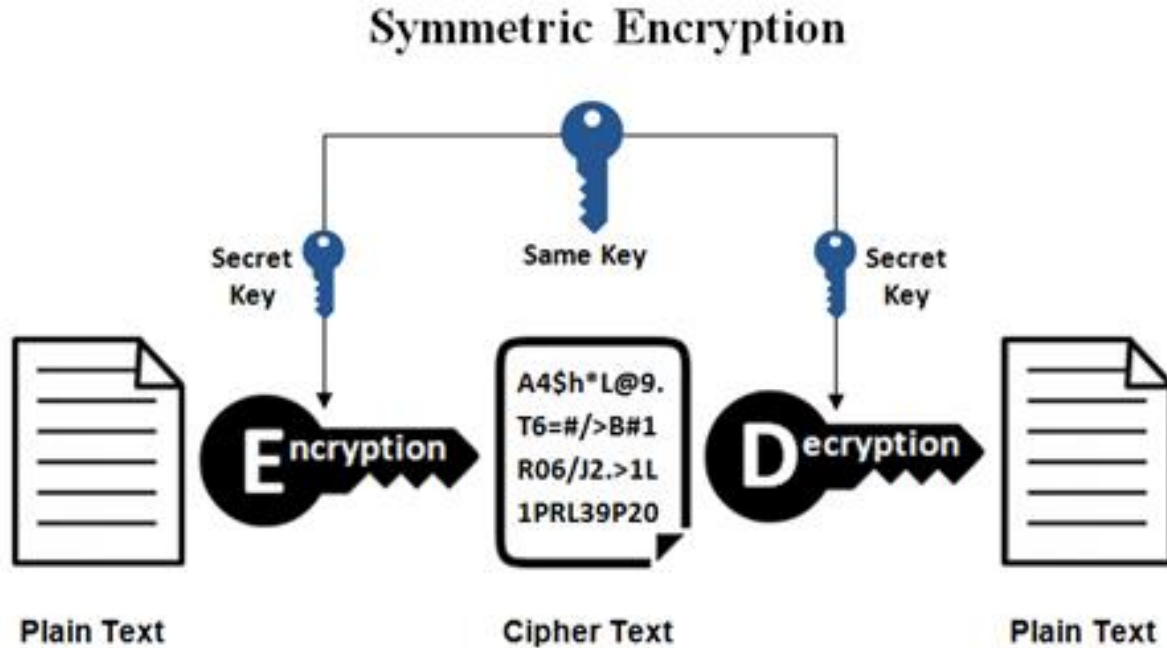 Symmetric Encryption
Same Key
Secret
Key
Secret
Key
Encryption
A4$h*L@9.
T6=#/>B#1
R06/J2.>1L
1PRL39P20
Decryption
Plain Text
Cipher Text
Plain Text